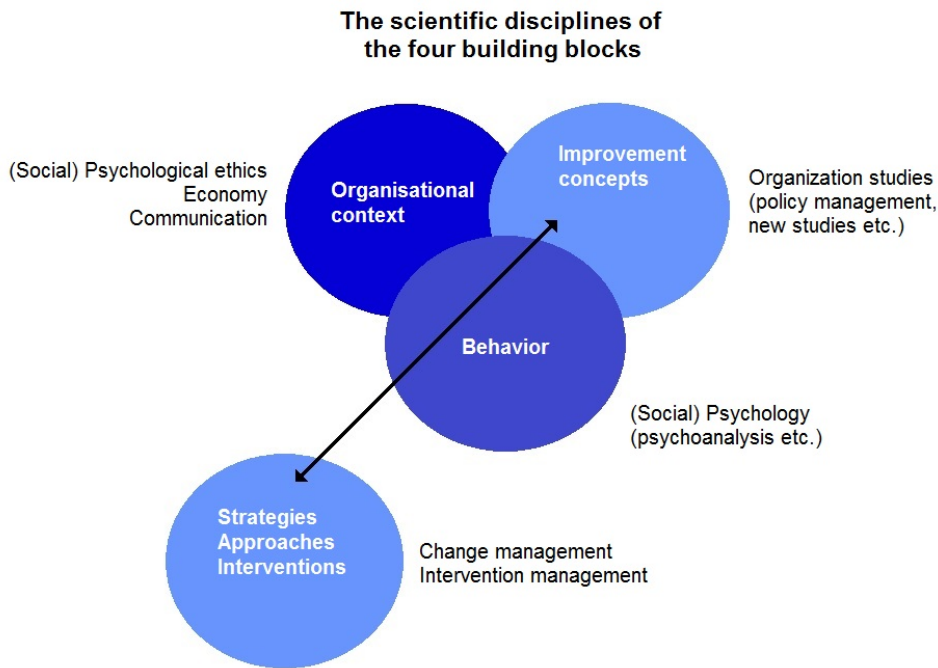 The scientific disciplines of
the four building blocks
(Social) Psychological ethics
Economy
Communication
Organisational
context
Improvement
concepts
Organization studies
(policy management,
new studies etc.)
Behavior
(Social) Psychology
(psychoanalysis etc.)
Strategies
Approaches
Interventions
Change management
Intervention management